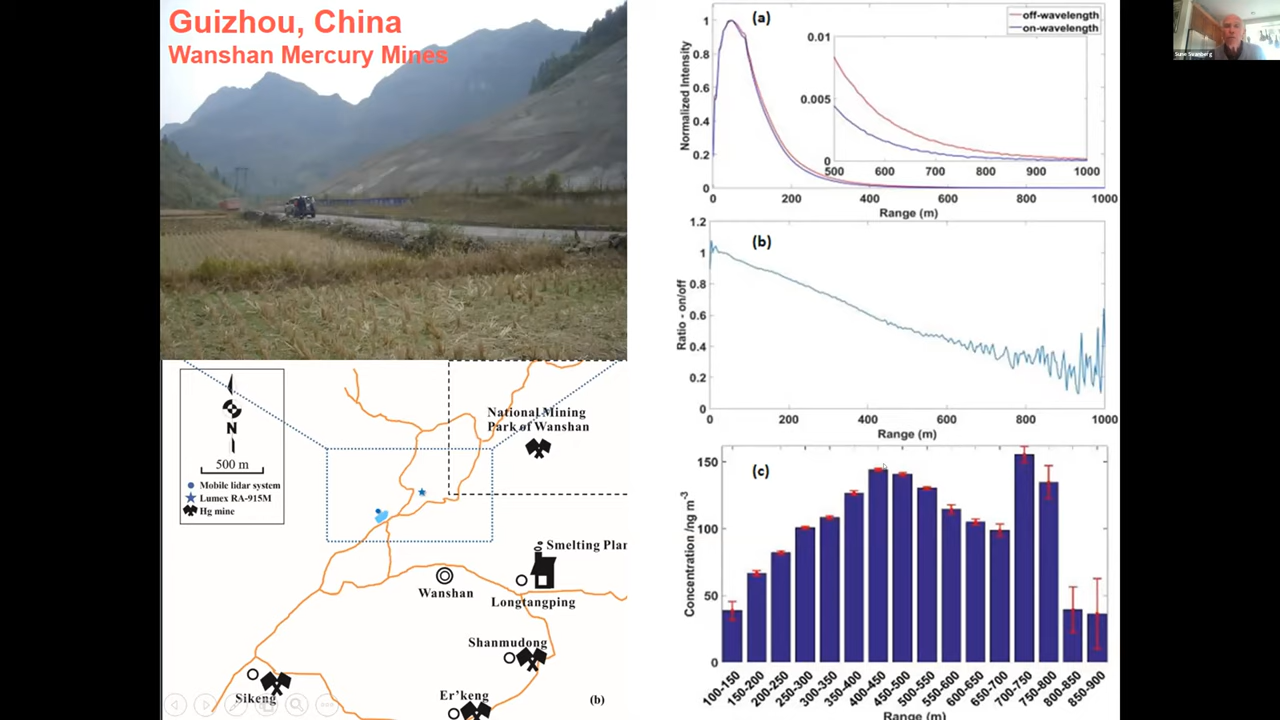 Guizhou, China
Wanshan Mercury Mines
N
500 m
Mobile lidar system
Lumex RA-915M
Hg mine
National Mining
Park of Wanshan
Smelting Plan
Wanshan
Longtangping
Shanmudong
Sikeng
Er'keng
(b)
(a)
off-wavelength
on-wavelength
Normalized Intensity
1
0.8
0.6
0.4
0.2
0
0.01
0.005
0
500 600 700 800 900 1000
0 200 400 600 800 1000
Range (m)
(b)
Ratio - on/off
1.2
1
0.8
0.6
0.4
0.2
0
0 200 400 600 800 1000
Range (m)
(c)
Concentration /ng m-3
150
100
50
0
100-150 150-200 200-250 250-300 300-350 350-400 400-450 450-500 500-550 550-600 600-650 650-700 700-750 750-800 800-850 850-900
Range (m)
Sune Svanberg